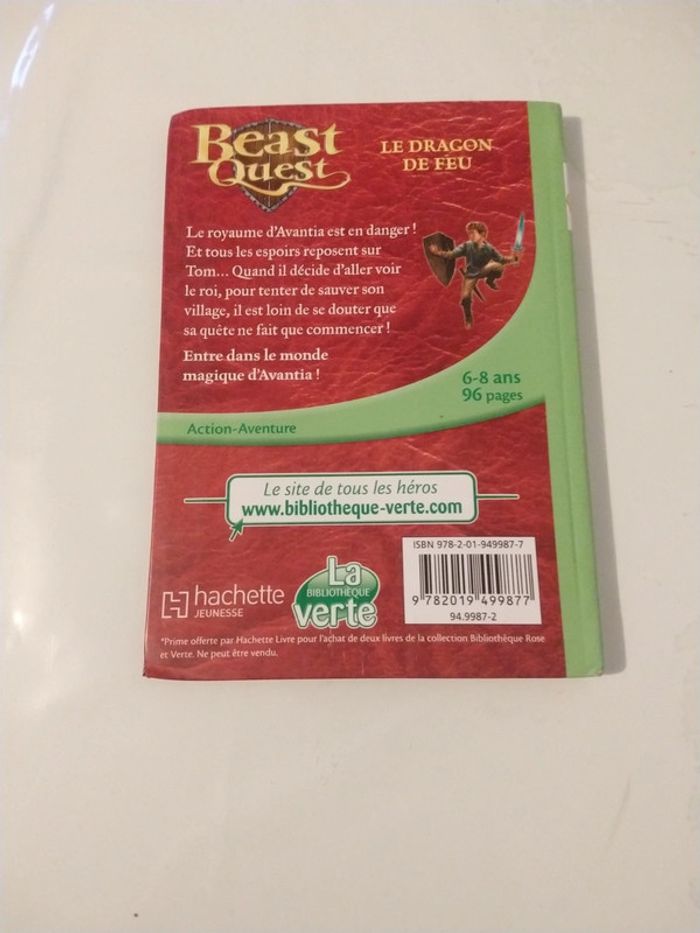 Beast
Quest
LE DRAGON
DE FEU
Le royaume d'Avantia est en danger !
Et tous les espoirs reposent sur
Tom... Quand il décide d'aller voir
le roi, pour tenter de sauver son
village, il est loin de se douter que
sa quête ne fait que commencer !
Entre dans le monde
magique d'Avantia !
6-8 ans
96 pages
Action-Aventure
Le site de tous les héros
www.bibliotheque-verte.com
ISBN 978-2-01-949987-7
9 782019 499877
94.9987-2
hachette
JEUNESSE
La
BIBLIOTHÈQUE
verte
*Prime offerte par Hachette Livre pour l'achat de deux livres de la collection Bibliothèque Rose
et Verte. Ne peut être vendu.